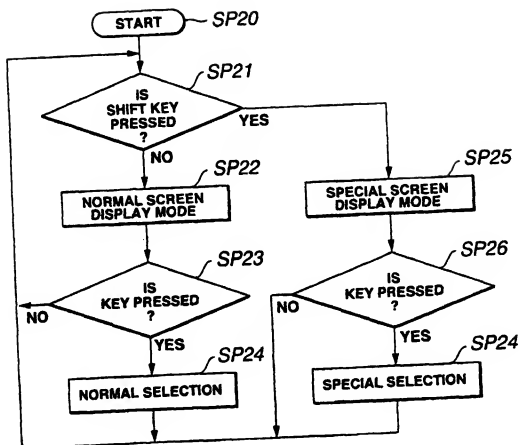 START
SP20
SP21
IS
SHIFT KEY
PRESSED
?
YES
NO
SP22
NORMAL SCREEN
DISPLAY MODE
SP25
SPECIAL SCREEN
DISPLAY MODE
SP23
IS
KEY PRESSED
?
NO
YES
SP26
IS
KEY PRESSED
?
NO
YES
SP24
NORMAL SELECTION
SP24
SPECIAL SELECTION